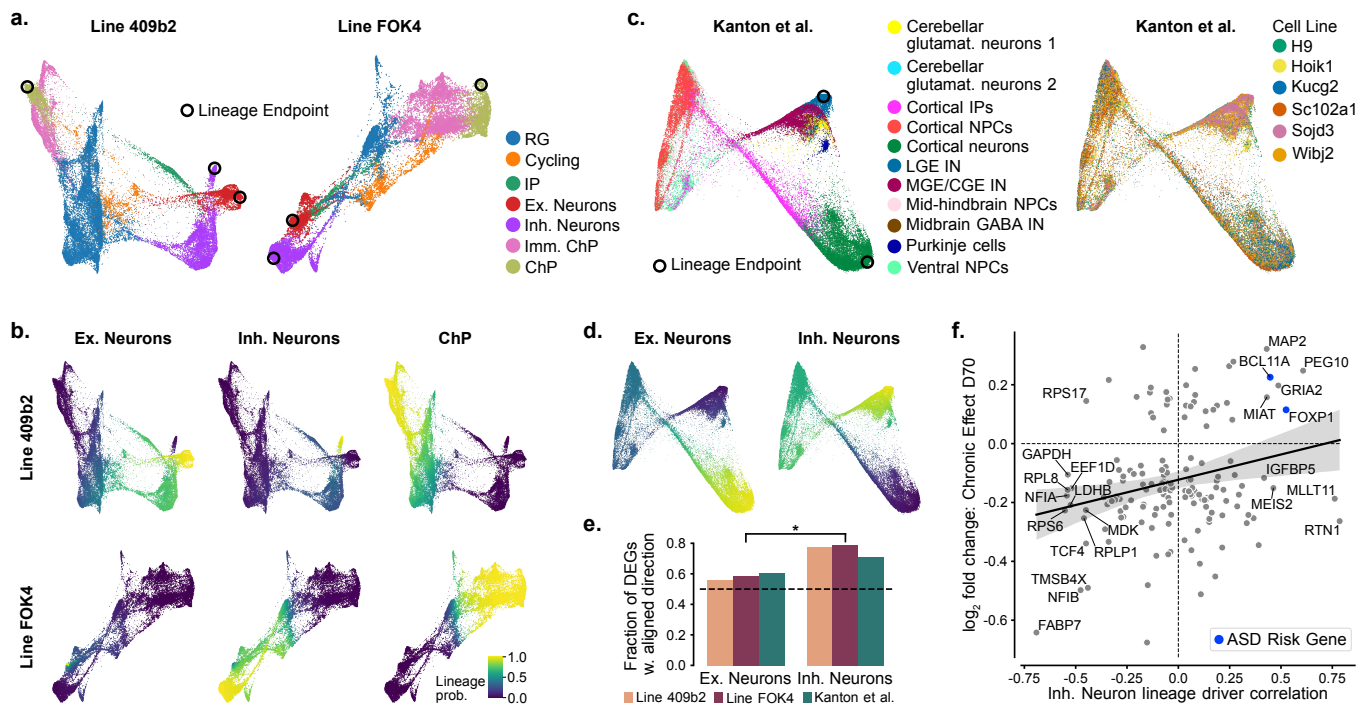 a.
Line 409b2
Line FOK4
Lineage Endpoint
RG
Cycling
IP
Ex. Neurons
Inh. Neurons
Imm. ChP
ChP
c.
Kanton et al.
Cerebellar
glutamat. neurons 1
Cerebellar
glutamat. neurons 2
Cortical IPs
Cortical NPCs
Cortical neurons
LGE IN
MGE/CGE IN
Mid-hindbrain NPCs
Midbrain GABA IN
Purkinje cells
Ventral NPCs
Lineage Endpoint
Kanton et al.
Cell Line
H9
Hoik1
Kucg2
Sc102a1
Sojd3
Wibj2
b.
Ex. Neurons
Inh. Neurons
ChP
Line 409b2
Line FOK4
Lineage
prob.
1.0
0.5
0.0
d.
Ex. Neurons
Inh. Neurons
e.
*
Fraction of DEGs
w. aligned direction
0.8
0.6
0.4
0.2
0.0
Ex. Neurons
Inh. Neurons
Line 409b2
Line FOK4
Kanton et al.
f.
log2 fold change: Chronic Effect D70
0.2
0.0
-0.2
-0.4
-0.6
MAP2
BCL11A
PEG10
GRIA2
MIAT
FOXP1
RPS17
GAPDH
EEF1D
RPL8
LDHB
NFIA
RPS6
MDK
TCF4
RPLP1
TMSB4X
NFIB
FABP7
IGFBP5
MLLT11
MEIS2
RTN1
ASD Risk Gene
-0.75
-0.5
-0.25
0.0
0.25
0.5
0.75
Inh. Neuron lineage driver correlation